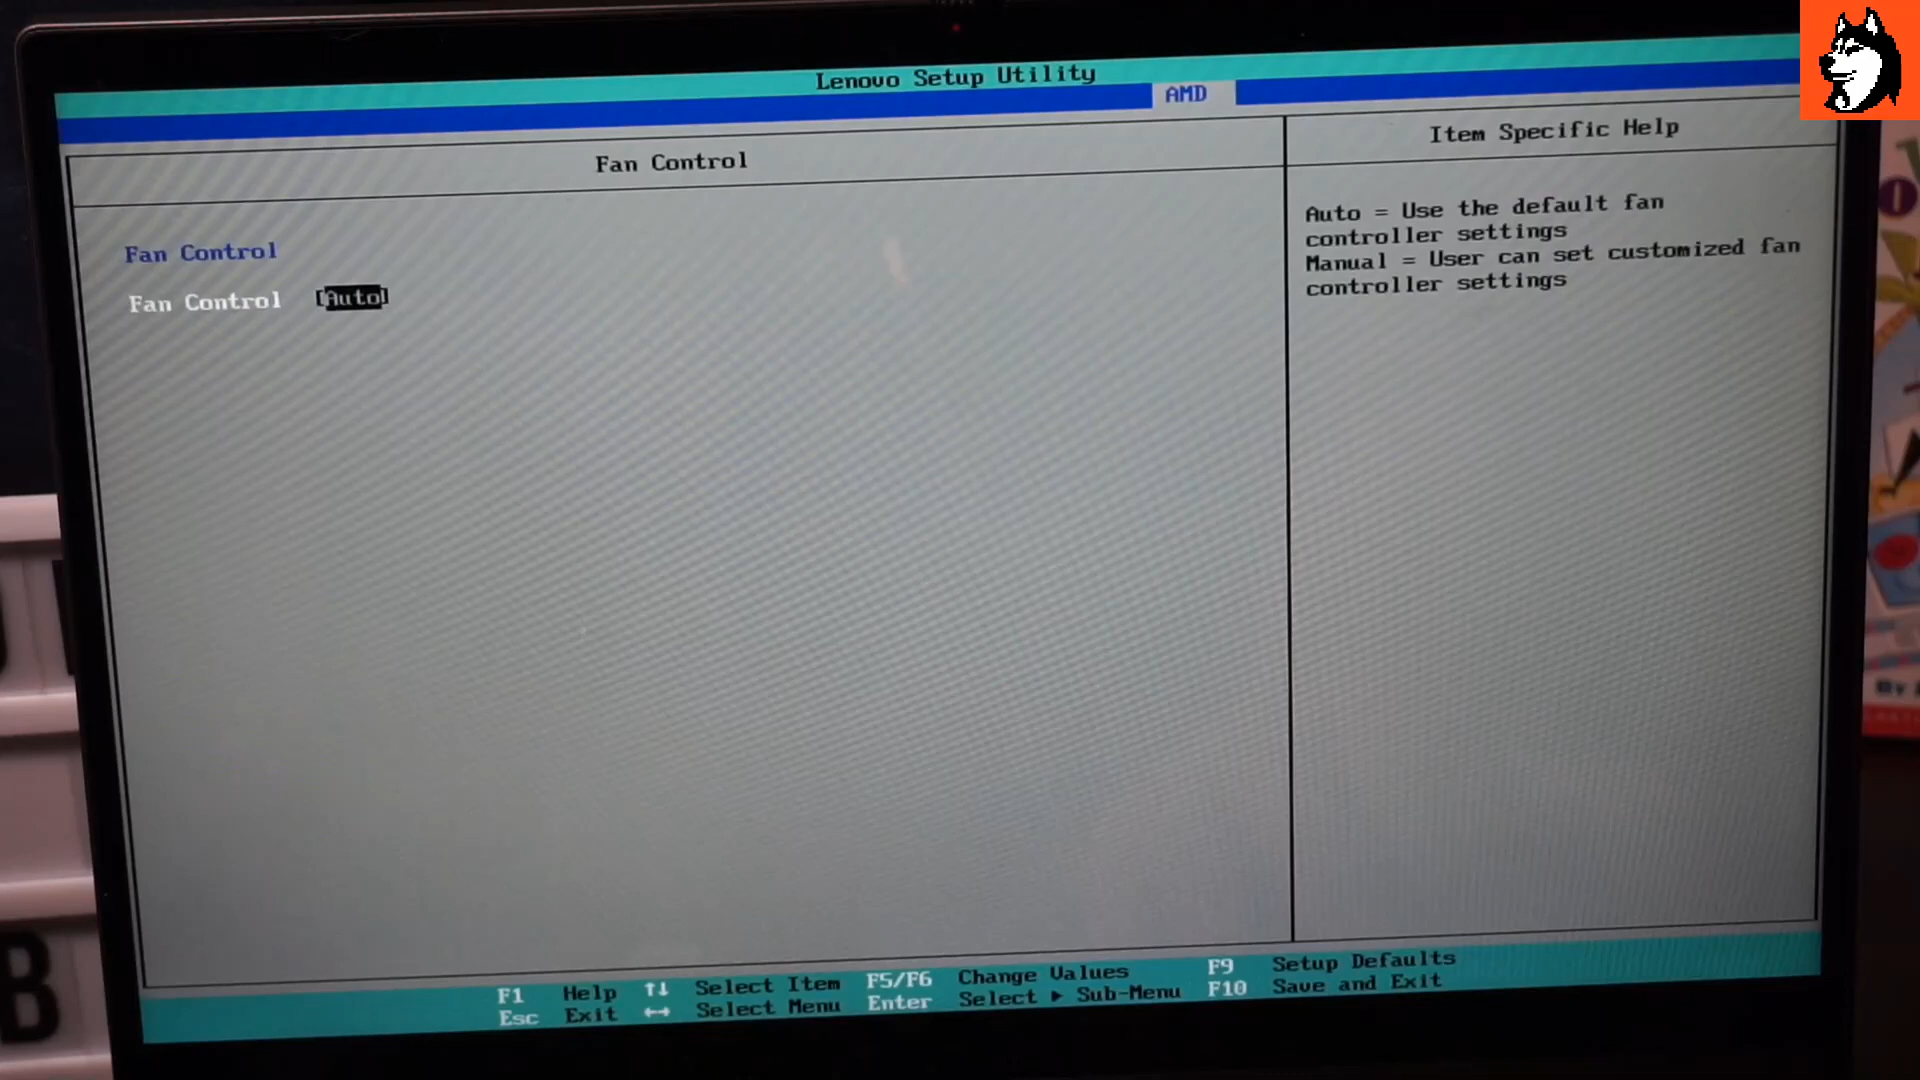 Lenovo Setup Utility
AMD
Fan Control
Item Specific Help
Fan Control
Fan Control [Auto]
Auto = Use the default fan
controller settings
Manual = User can set customized fan
controller settings
F1 Help ↑↓ Select Item F5/F6 Change Values F9 Setup Defaults
Esc Exit ↔ Select Menu Enter Select ▶ Sub-Menu F10 Save and Exit
B